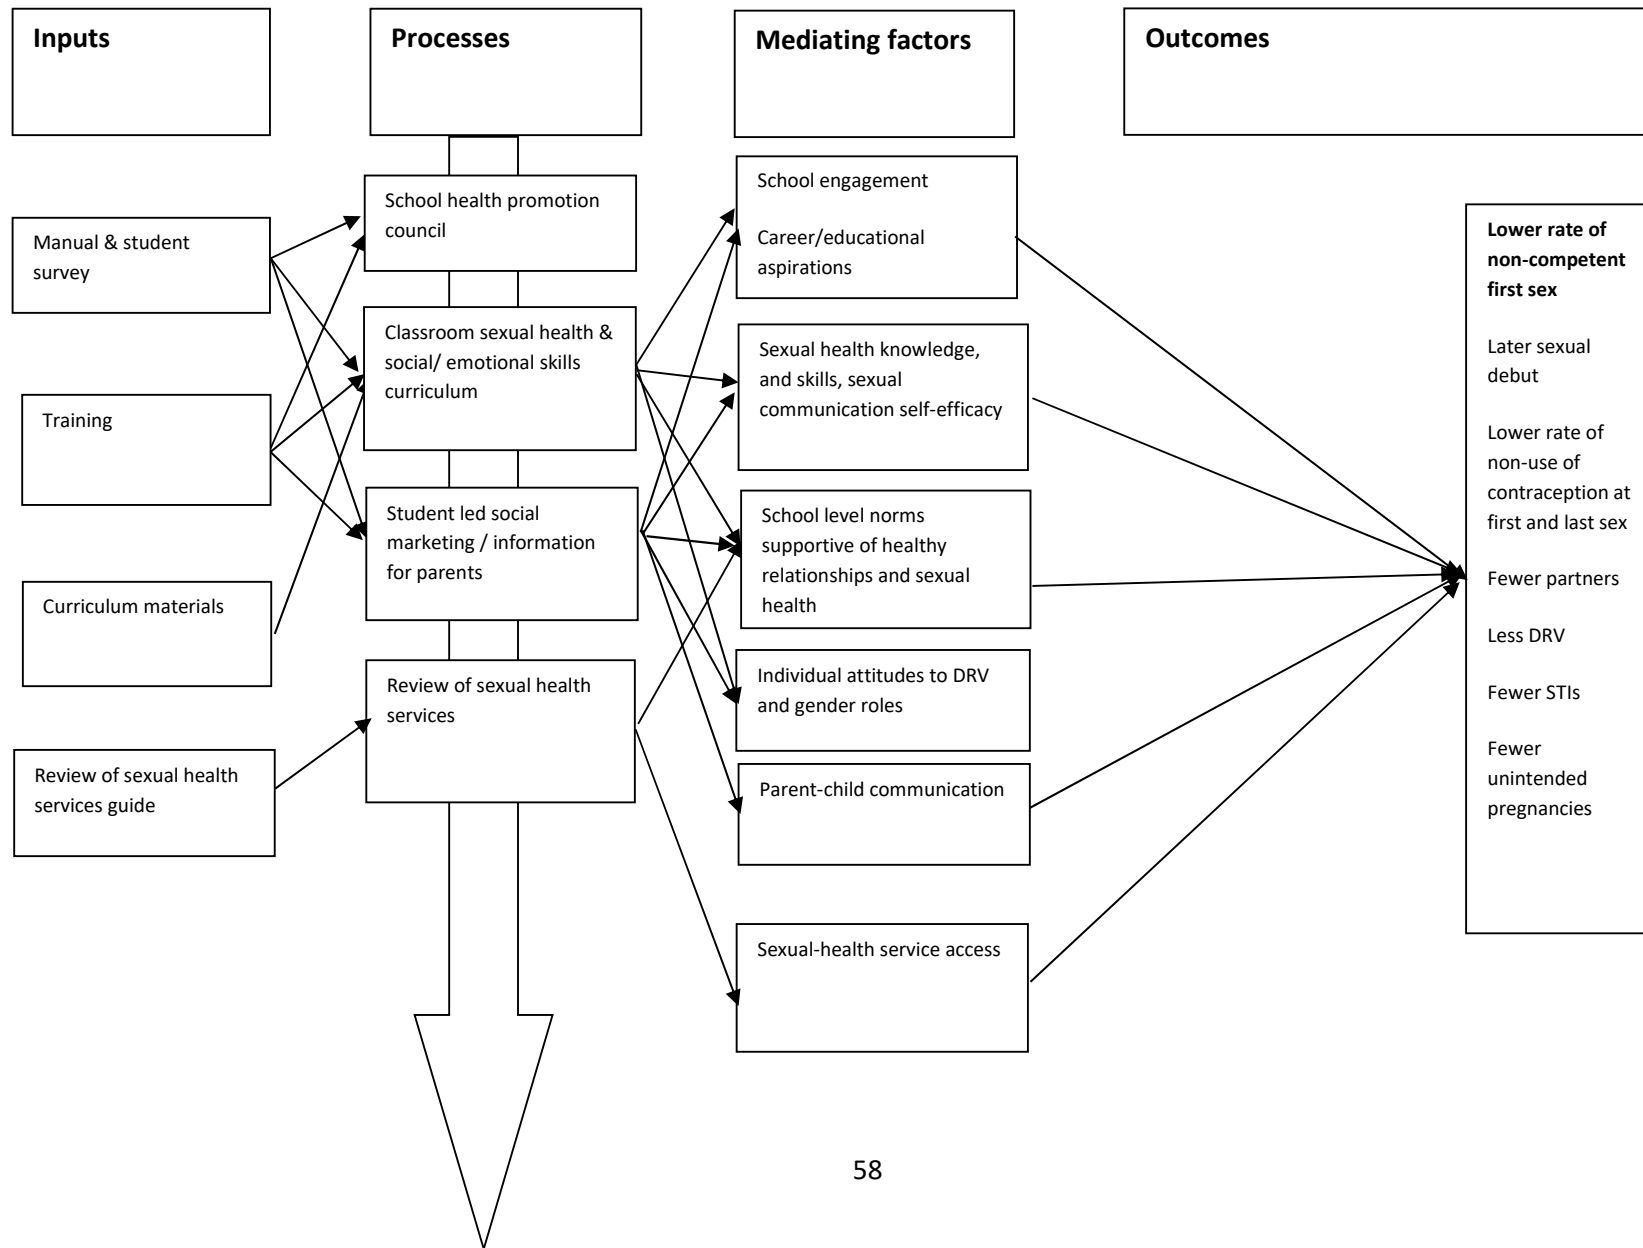 Inputs
Processes
Mediating factors
Outcomes
Manual & student
survey
Training
Curriculum materials
Review of sexual health
services guide
School health promotion
council
Classroom sexual health &
social/ emotional skills
curriculum
Student led social
marketing / information
for parents
Review of sexual health
services
School engagement
Career/educational
aspirations
Sexual health knowledge,
and skills, sexual
communication self-efficacy
School level norms
supportive of healthy
relationships and sexual
health
Individual attitudes to DRV
and gender roles
Parent-child communication
Sexual-health service access
Lower rate of
non-competent
first sex
Later sexual
debut
Lower rate of
non-use of
contraception at
first and last sex
Fewer partners
Less DRV
Fewer STIs
Fewer
unintended
pregnancies
58